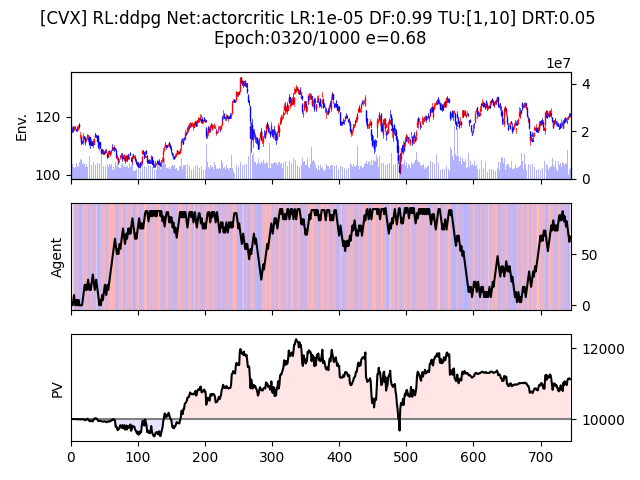 [CVX] RL:ddpg Net:actorcritic LR:1e-05 DF:0.99 TU:[1,10] DRT:0.05
Epoch:0320/1000 e=0.68
1e7
Env.
120
100
4
2
0
Agent
50
0
PV
12000
10000
0 100 200 300 400 500 600 700